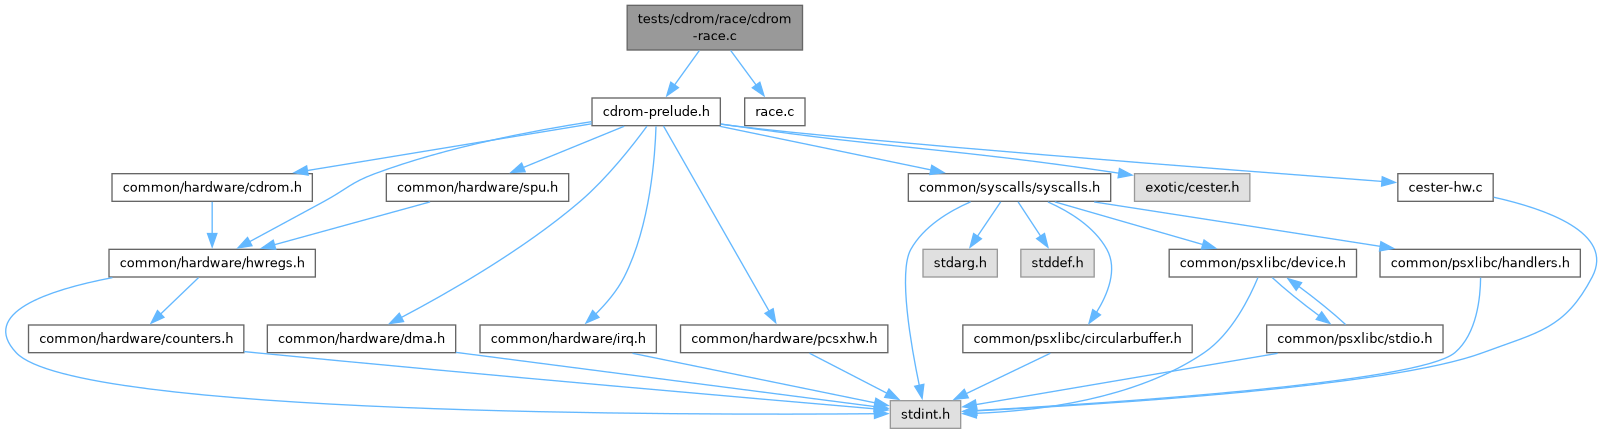 tests/cdrom/race/cdrom
-race.c
cdrom-prelude.h
race.c
common/hardware/cdrom.h
common/hardware/spu.h
common/syscalls/syscalls.h
exotic/cester.h
cester-hw.c
common/hardware/hwregs.h
stdarg.h
stddef.h
common/psxlibc/device.h
common/psxlibc/handlers.h
common/hardware/counters.h
common/hardware/dma.h
common/hardware/irq.h
common/hardware/pcsxhw.h
common/psxlibc/circularbuffer.h
common/psxlibc/stdio.h
stdint.h